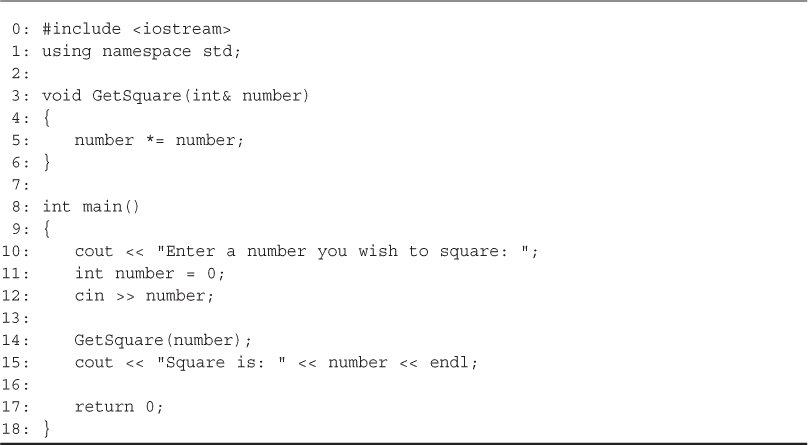 0: #include <iostream>
1: using namespace std;
2:
3: void GetSquare(int& number)
4: {
5:    number *= number;
6: }
7:
8: int main()
9: {
10:    cout << "Enter a number you wish to square: ";
11:    int number = 0;
12:    cin >> number;
13:
14:    GetSquare(number);
15:    cout << "Square is: " << number << endl;
16:
17:    return 0;
18: }